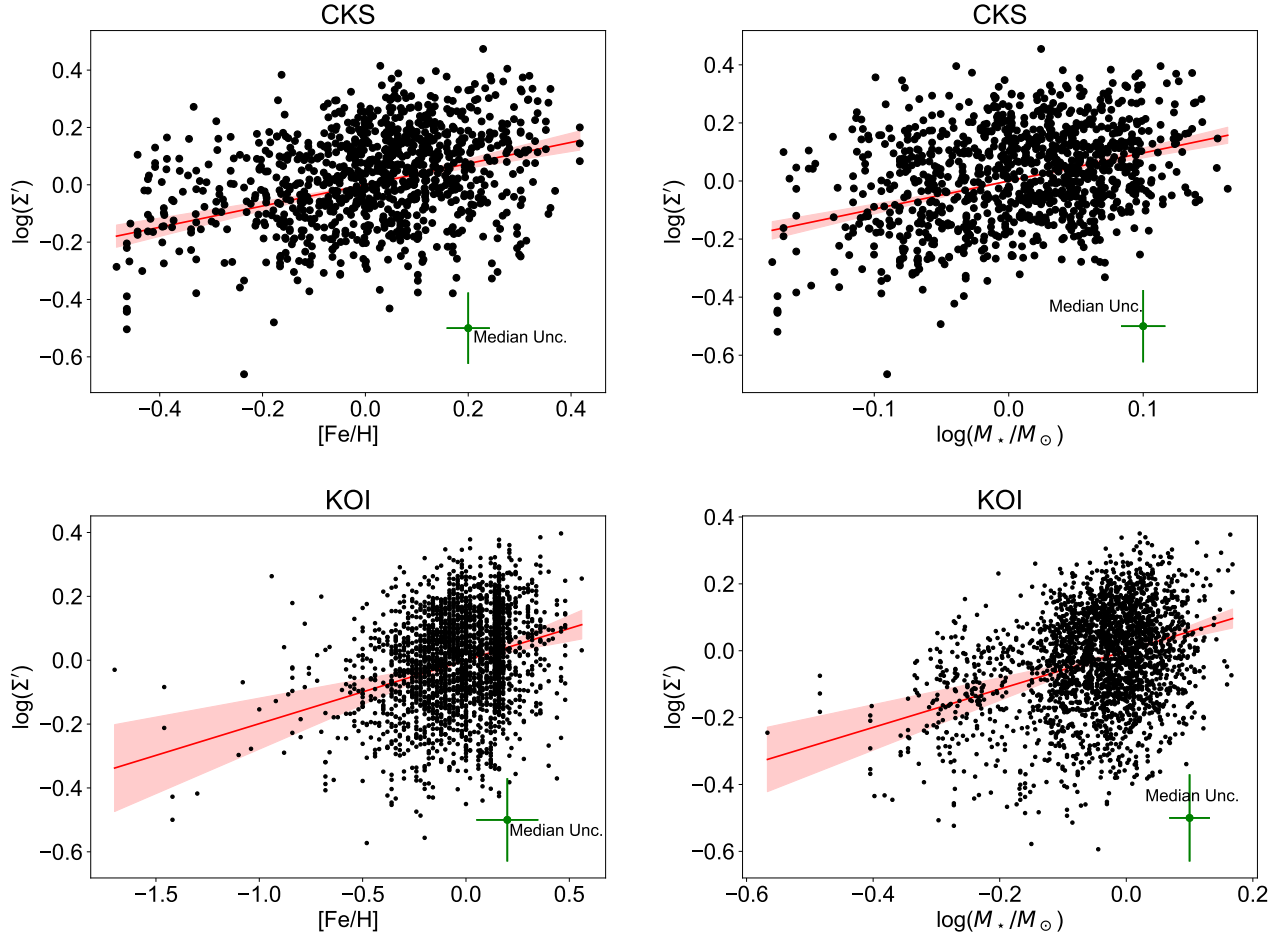 CKS
log(Σ′)
0.4
0.2
0.0
−0.2
−0.4
−0.6
Median Unc.
−0.4
−0.2
0.0
0.2
0.4
[Fe/H]
CKS
log(Σ′)
0.4
0.2
0.0
−0.2
−0.4
−0.6
Median Unc.
−0.1
0.0
0.1
log(M⋆/M⊙)
KOI
log(Σ′)
0.4
0.2
0.0
−0.2
−0.4
−0.6
Median Unc.
−1.5
−1.0
−0.5
0.0
0.5
[Fe/H]
KOI
log(Σ′)
0.4
0.2
0.0
−0.2
−0.4
−0.6
Median Unc.
−0.6
−0.4
−0.2
0.0
0.2
log(M⋆/M⊙)